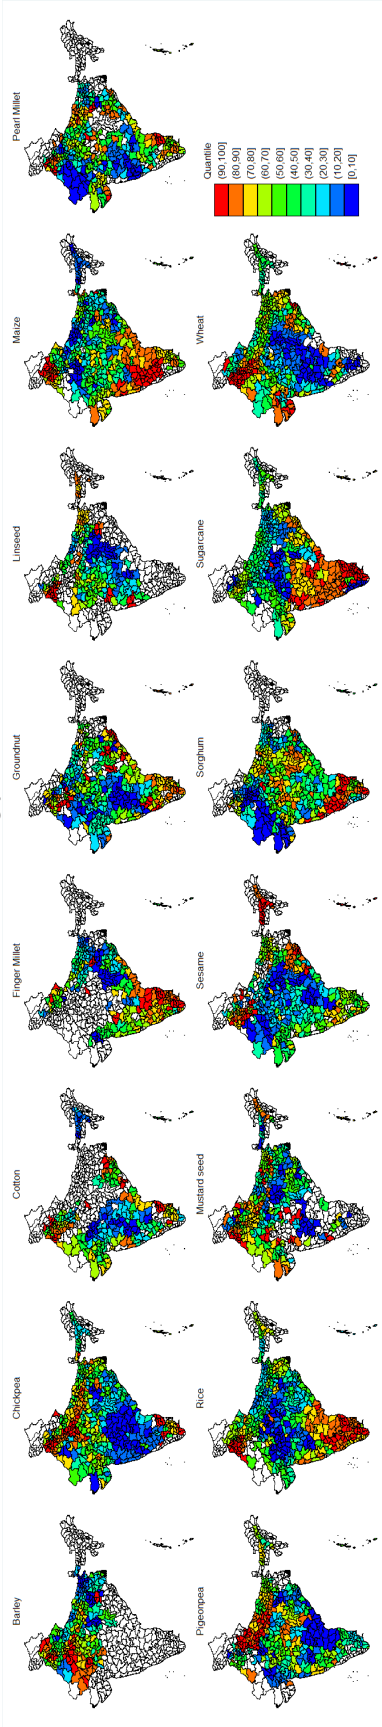 Barley
Chickpea
Cotton
Finger Millet
Groundnut
Linseed
Maize
Pearl Millet
Pigeonpea
Rice
Mustard seed
Sesame
Sorghum
Sugarcane
Wheat
Quantile
(90,100]
(80,90]
(70,80]
(60,70]
(50,60]
(40,50]
(30,40]
(20,30]
(10,20]
[0,10]